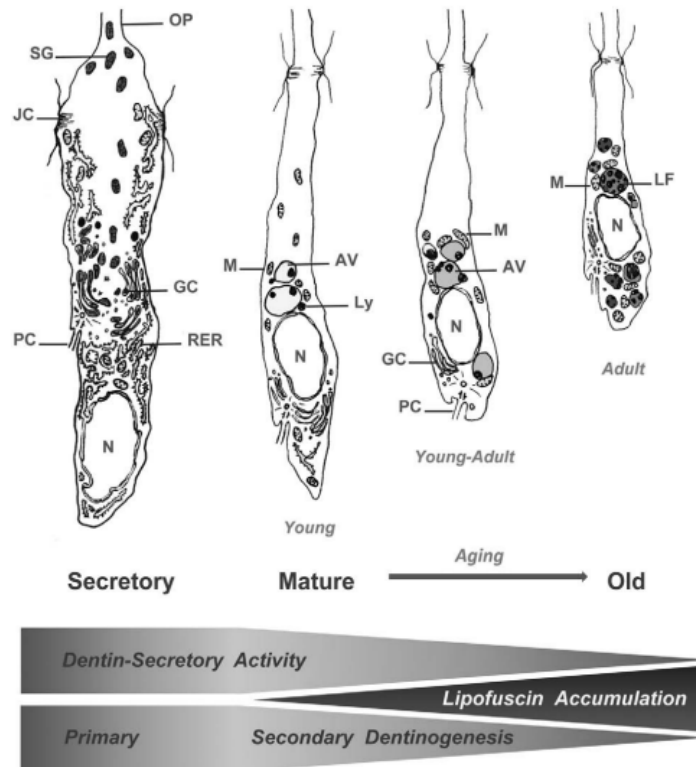 OP
SG
JC
GC
PC
RER
N
Secretory
M
AV
Ly
N
Young
Mature
M
AV
N
GC
PC
Young-Adult
Aging
M
LF
N
Adult
Old
Dentin-Secretory Activity
Lipofuscin Accumulation
Primary
Secondary Dentinogenesis